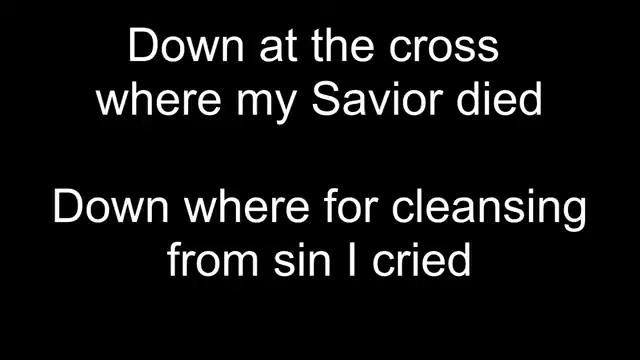 Down at the cross
where my Savior died
Down where for cleansing
from sin I cried